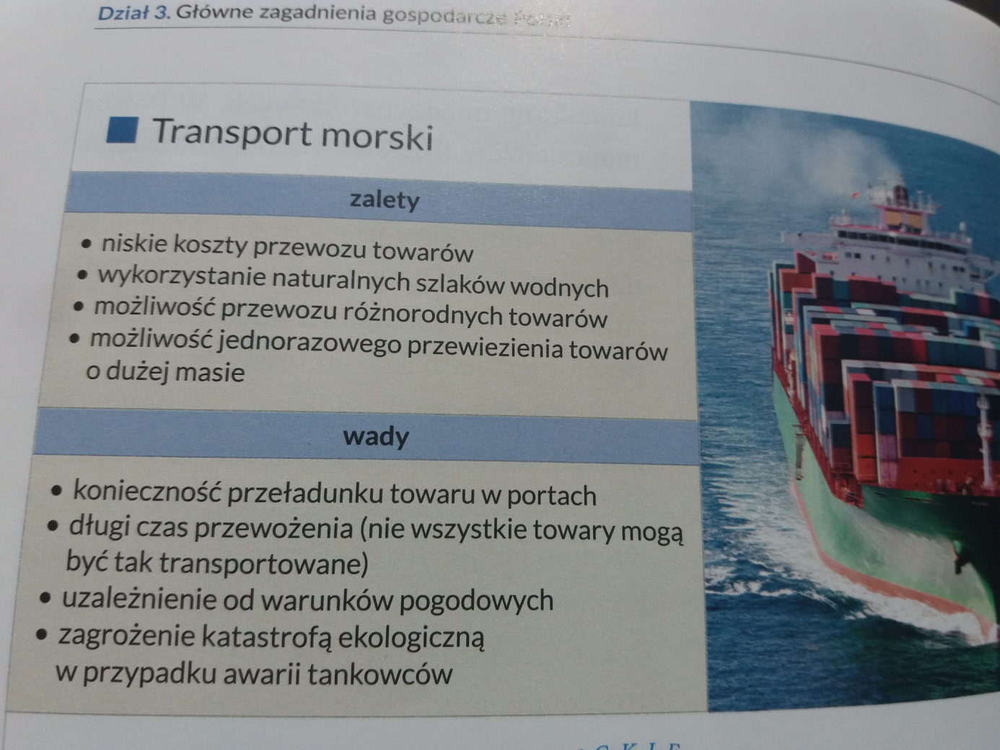 Dział 3. Główne zagadnienia gospodarcze Polski
Transport morski
zalety
• niskie koszty przewozu towarów
• wykorzystanie naturalnych szlaków wodnych
• możliwość przewozu różnorodnych towarów
• możliwość jednorazowego przewiezienia towarów
o dużej masie
wady
• konieczność przeładunku towaru w portach
• długi czas przewożenia (nie wszystkie towary mogą
być tak transportowane)
• uzależnienie od warunków pogodowych
• zagrożenie katastrofą ekologiczną
w przypadku awarii tankowców